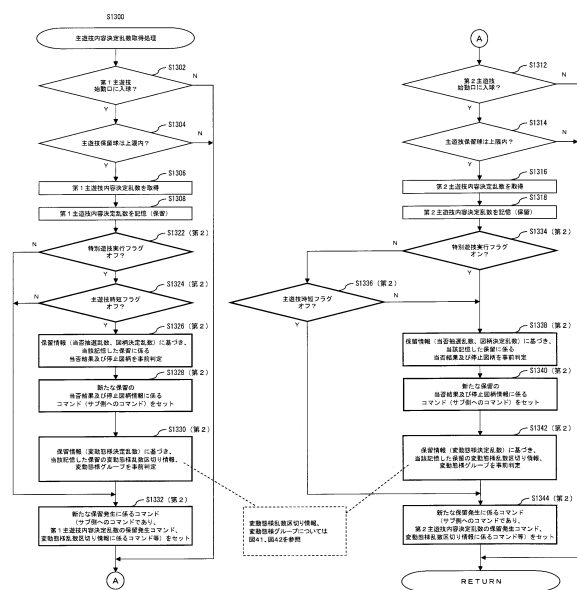 S1300
主遊技内容決定乱数取得処理
S1302
第1主遊技
始動口に入球?
N
Y
S1304
主遊技保留球は上限内?
N
Y
S1306
第1主遊技内容決定乱数を取得
S1308
第1主遊技内容決定乱数を記憶(保留)
S1322(第2)
特別遊技実行フラグ
オフ?
N
Y
S1324(第2)
主遊技時短フラグ
オフ?
N
Y
S1326(第2)
保留情報(当否抽選乱数、図柄決定乱数)に基づき、
当該記憶した保留に係る
当否結果及び停止図柄を事前判定
S1328(第2)
新たな保留の
当否結果及び停止図柄情報に係る
コマンド(サブ側へのコマンド)をセット
S1330(第2)
保留情報(変動態様決定乱数)に基づき、
当該記憶した保留の変動態様乱数区切り情報、
変動態様グループを事前判定
S1332(第2)
新たな保留発生に係るコマンド
(サブ側へのコマンドであり、
第1主遊技内容決定乱数の保留発生コマンド、
変動態様乱数区切り情報に係るコマンド等)をセット
A
A
S1312
第2主遊技
始動口に入球?
N
Y
S1314
主遊技保留球は上限内?
N
Y
S1316
第2主遊技内容決定乱数を取得
S1318
第2主遊技内容決定乱数を記憶(保留)
S1334(第2)
特別遊技実行フラグ
オン?
N
Y
S1336(第2)
主遊技時短フラグ
オフ?
N
Y
S1338(第2)
保留情報(当否抽選乱数、図柄決定乱数)に基づき、
当該記憶した保留に係る
当否結果及び停止図柄を事前判定
S1340(第2)
新たな保留の
当否結果及び停止図柄情報に係る
コマンド(サブ側へのコマンド)をセット
S1342(第2)
保留情報(変動態様決定乱数)に基づき、
当該記憶した保留の変動態様乱数区切り情報、
変動態様グループを事前判定
S1344(第2)
新たな保留発生に係るコマンド
(サブ側へのコマンドであり、
第2主遊技内容決定乱数の保留発生コマンド、
変動態様乱数区切り情報に係るコマンド等)をセット
RETURN
変動態様乱数区切り情報、
変動態様グループについては
図41、図42を参照